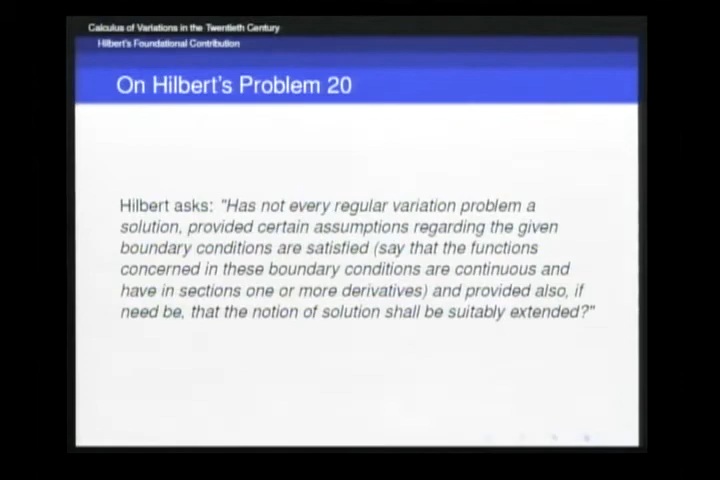 Calculus of Variations in the Twentieth Century
Hilbert's Foundational Contribution
On Hilbert's Problem 20
Hilbert asks: "Has not every regular variation problem a
solution, provided certain assumptions regarding the given
boundary conditions are satisfied (say that the functions
concerned in these boundary conditions are continuous and
have in sections one or more derivatives) and provided also, if
need be, that the notion of solution shall be suitably extended?"